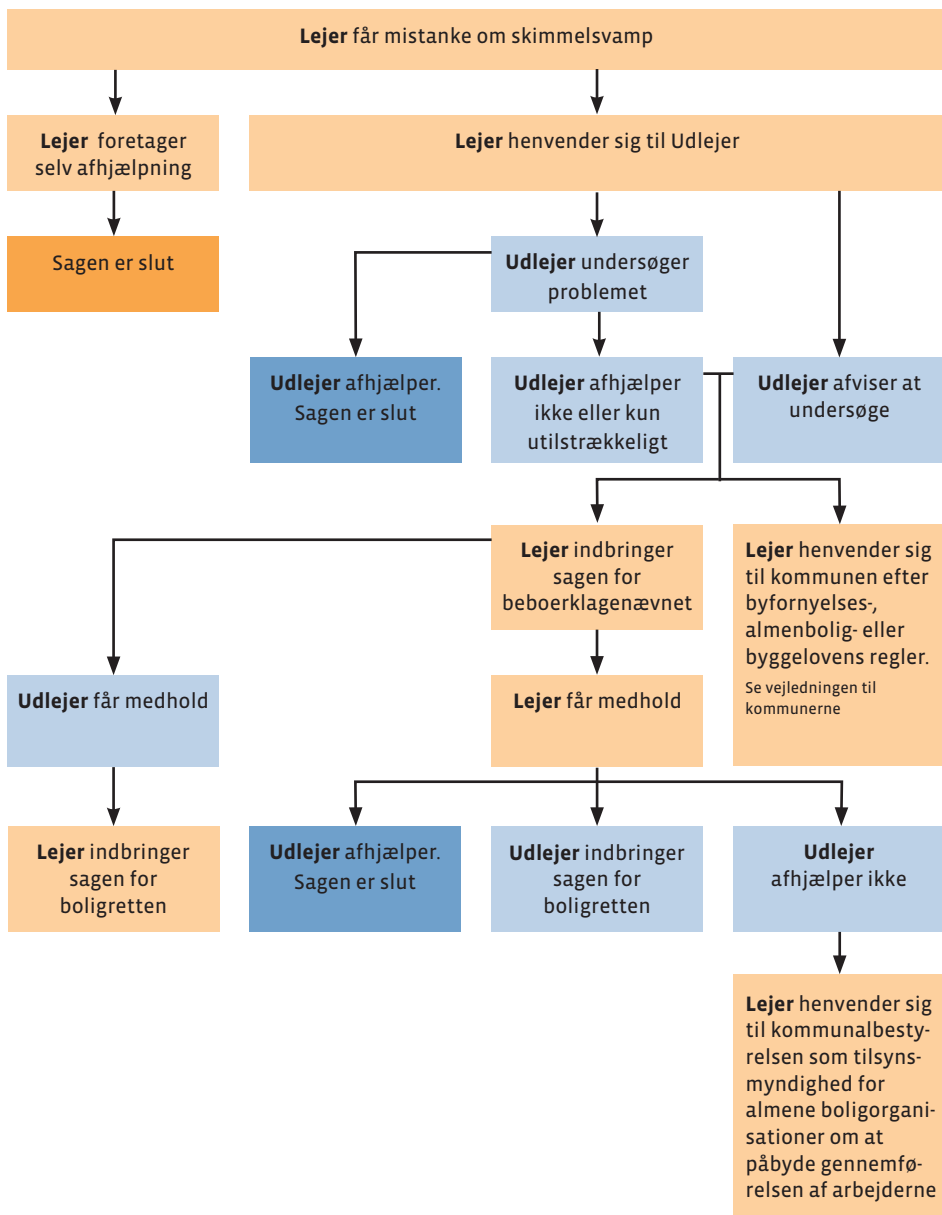 Lejer får mistanke om skimmelsvamp
Lejer foretager
selv afhjælpning
Lejer henvender sig til Udlejer
Sagen er slut
Udlejer undersøger
problemet
Udlejer afhjælper.
Sagen er slut
Udlejer afhjælper
ikke eller kun
utilstrækkeligt
Udlejer afviser at
undersøge
Lejer indbringer
sagen for
beboerklagenævnet
Lejer henvender sig
til kommunen efter
byfornyelses-,
almenbolig- eller
byggelovens regler.
Se vejledningen til
kommunerne
Udlejer får medhold
Lejer får medhold
Lejer indbringer
sagen for
boligretten
Udlejer afhjælper.
Sagen er slut
Udlejer indbringer
sagen for
boligretten
Udlejer
afhjælper ikke
Lejer henvender sig
til kommunalbesty-
relsen som tilsyns-
myndighed for
almene boligorgani-
sationer om at
påbyde gennemfø-
relsen af arbejderne